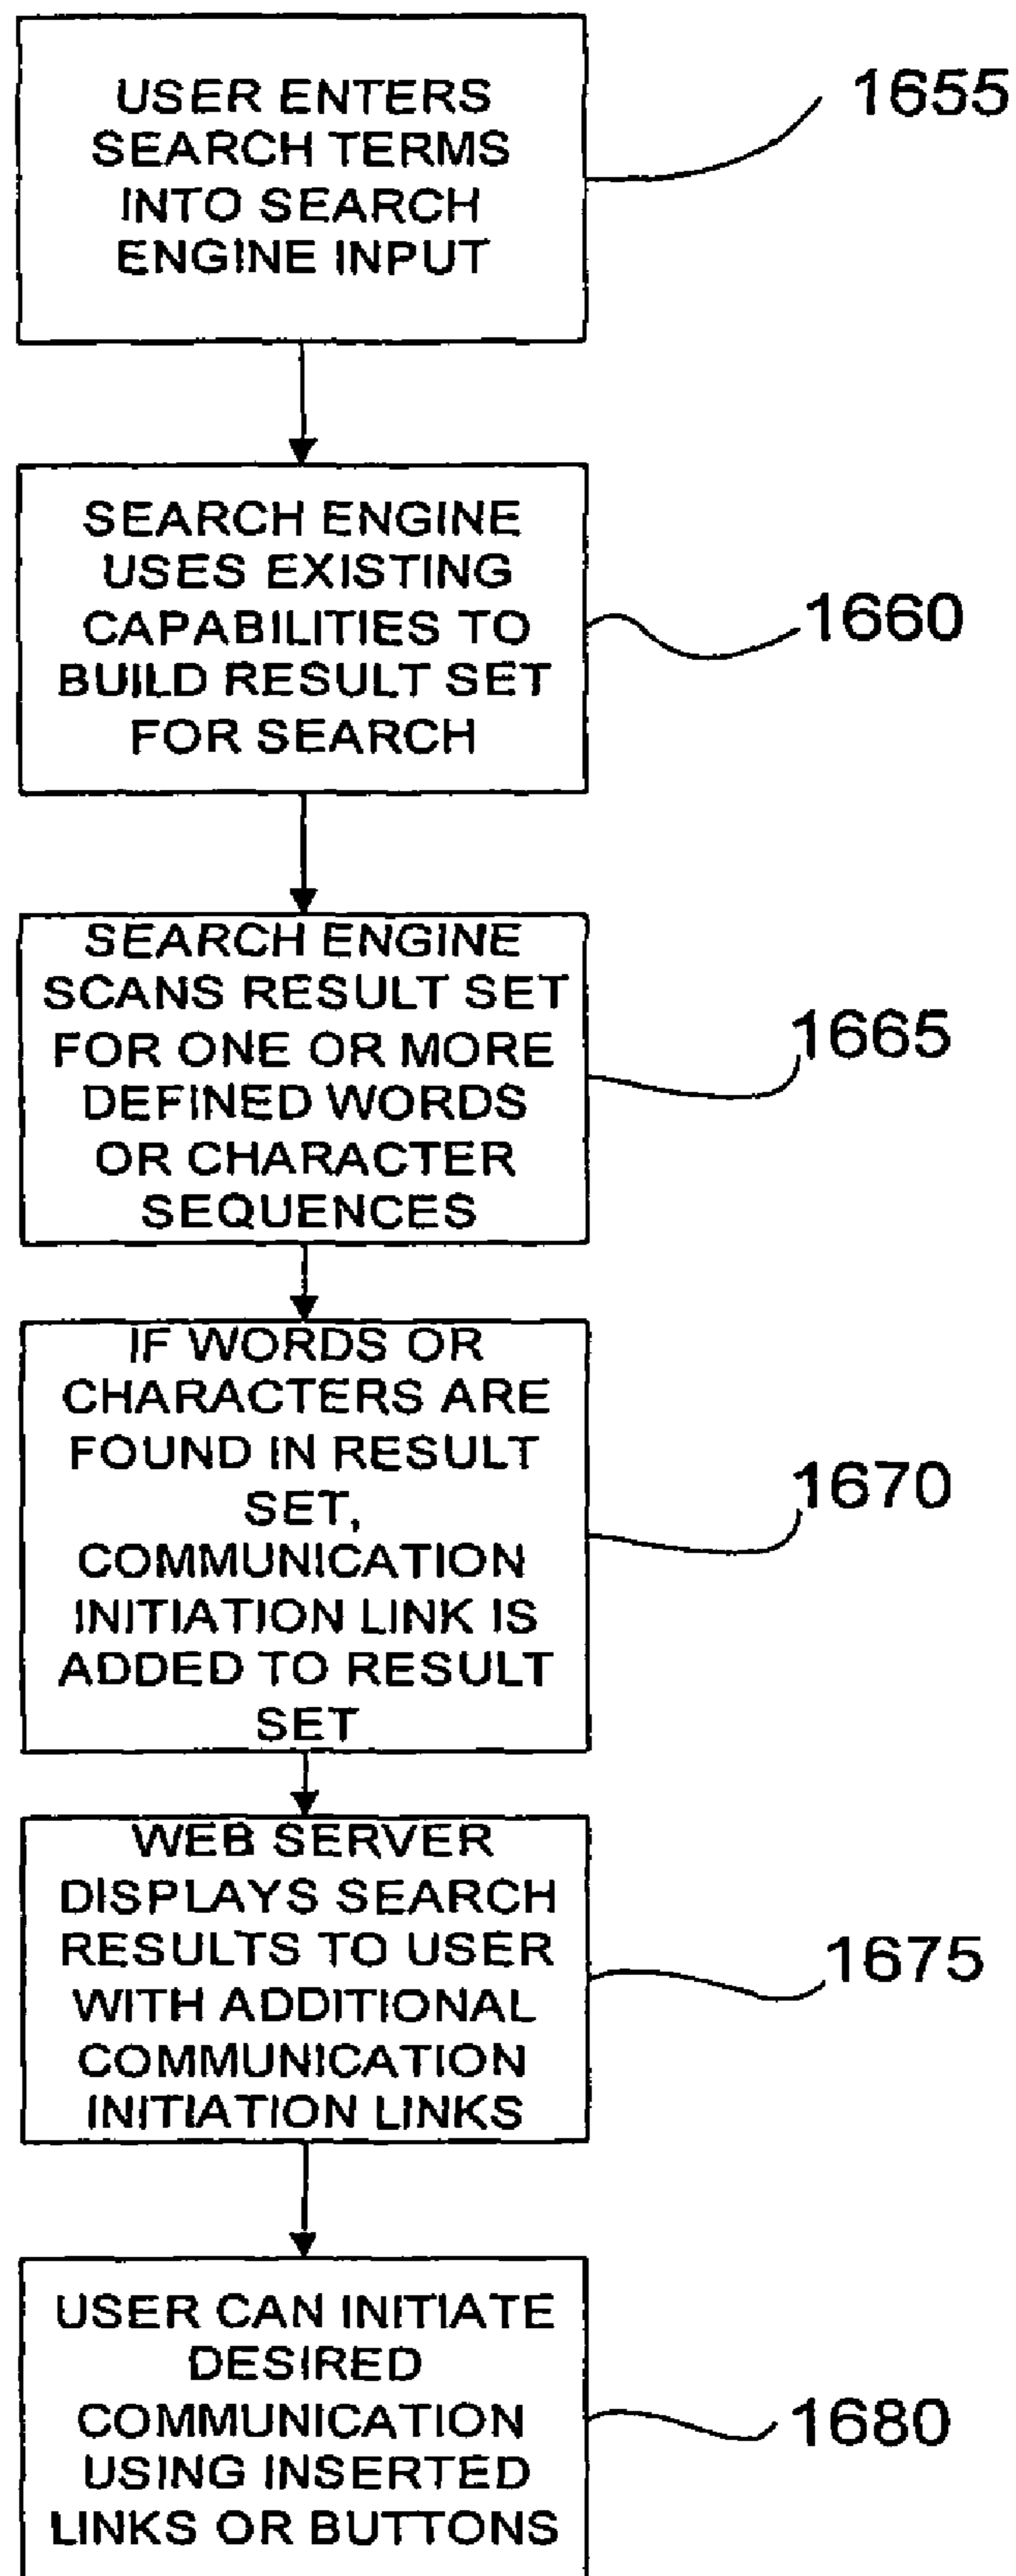 USER ENTERS
SEARCH TERMS
INTO SEARCH
ENGINE INPUT
1655
SEARCH ENGINE
USES EXISTING
CAPABILITIES TO
BUILD RESULT SET
FOR SEARCH
1660
SEARCH ENGINE
SCANS RESULT SET
FOR ONE OR MORE
DEFINED WORDS
OR CHARACTER
SEQUENCES
1665
IF WORDS OR
CHARACTERS ARE
FOUND IN RESULT
SET,
COMMUNICATION
INITIATION LINK IS
ADDED TO RESULT
SET
1670
WEB SERVER
DISPLAYS SEARCH
RESULTS TO USER
WITH ADDITIONAL
COMMUNICATION
INITIATION LINKS
1675
USER CAN INITIATE
DESIRED
COMMUNICATION
USING INSERTED
LINKS OR BUTTONS
1680